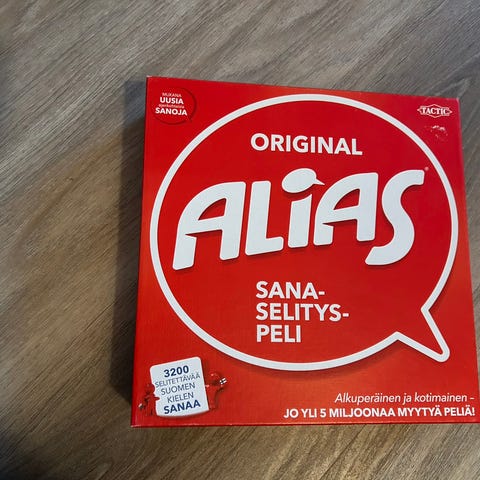 MUKANA
UUSIA
ajankohtaisia
SANOJA
TACTIC
ORIGINAL
ALiAS
SANA-
SELITYS-
PELI
3200
SELITETTÄVÄÄ
SUOMEN
KIELEN
SANAA
Alkuperäinen ja kotimainen –
JO YLI 5 MILJOONAA MYYTYÄ PELIÄ!